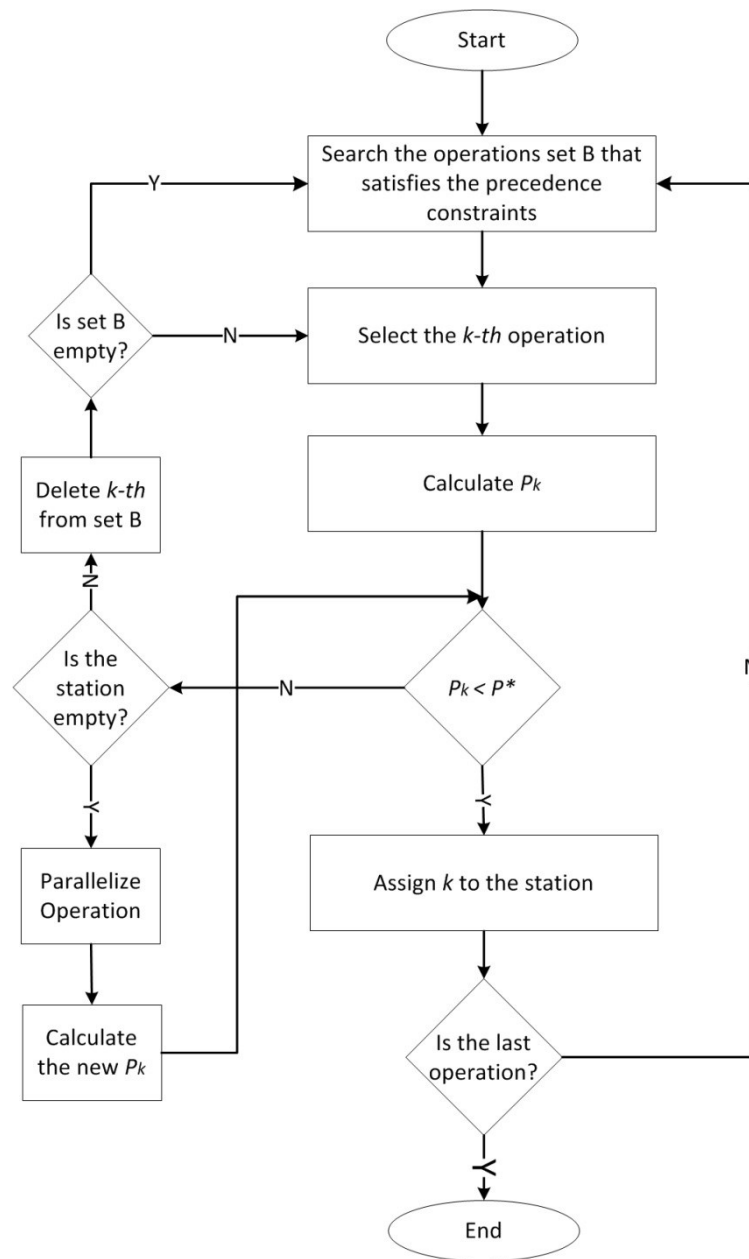 Start
Search the operations set B that
satisfies the precedence
constraints
Y
Is set B
empty?
N
Select the k-th operation
Delete k-th
from set B
Calculate Pk
N
Is the
station
empty?
N
Pk < P*
N
Y
Y
Parallelize
Operation
Assign k to the station
Calculate
the new Pk
Is the last
operation?
Y
End